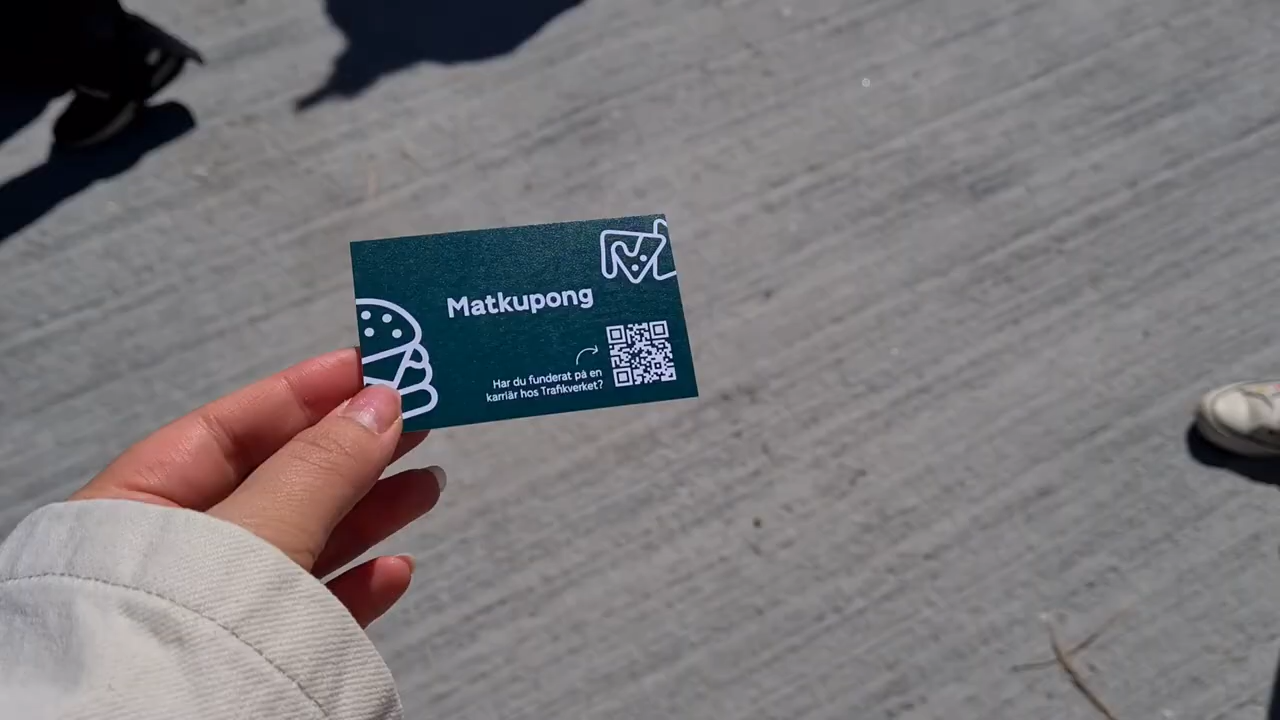 Matkupong
Har du funderat på en
karriär hos Trafikverket?